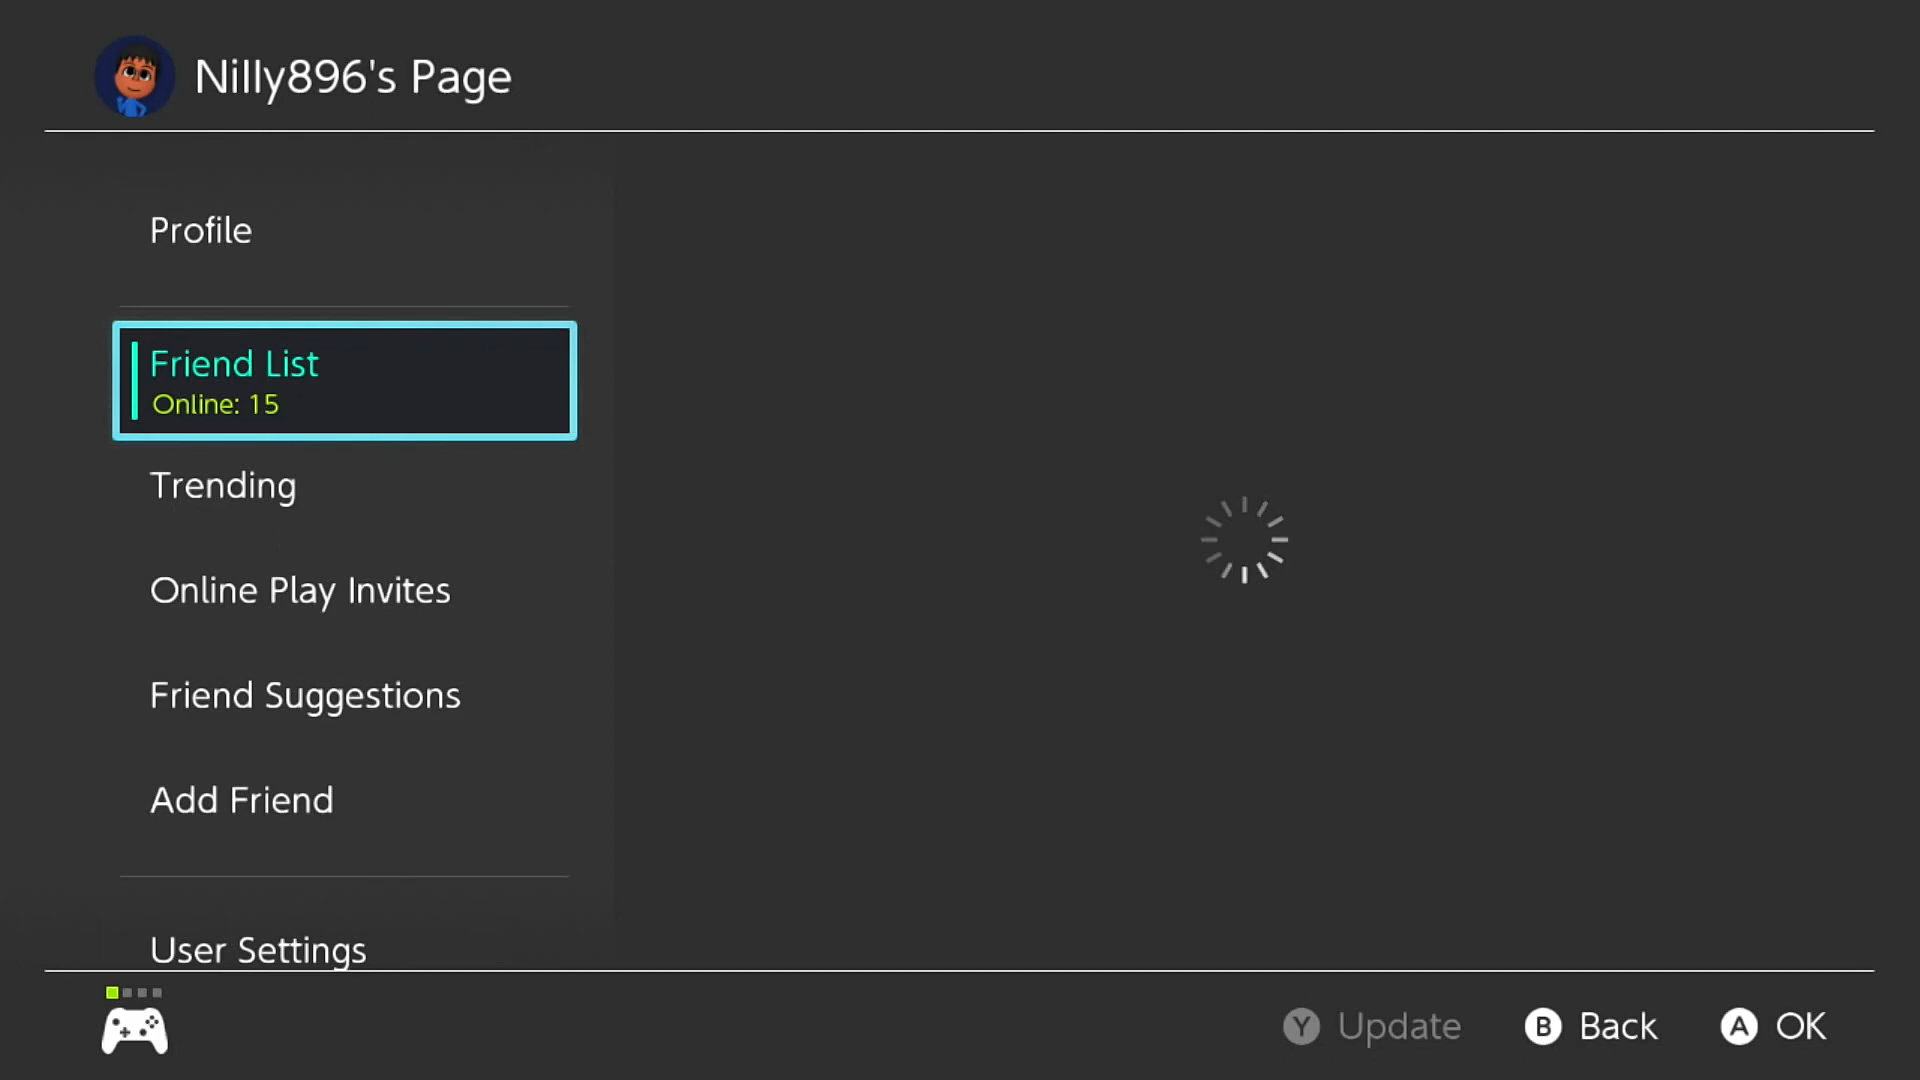 Nilly896's Page
Profile
Friend List
Online: 15
Trending
Online Play Invites
Friend Suggestions
Add Friend
User Settings
Y Update B Back A OK